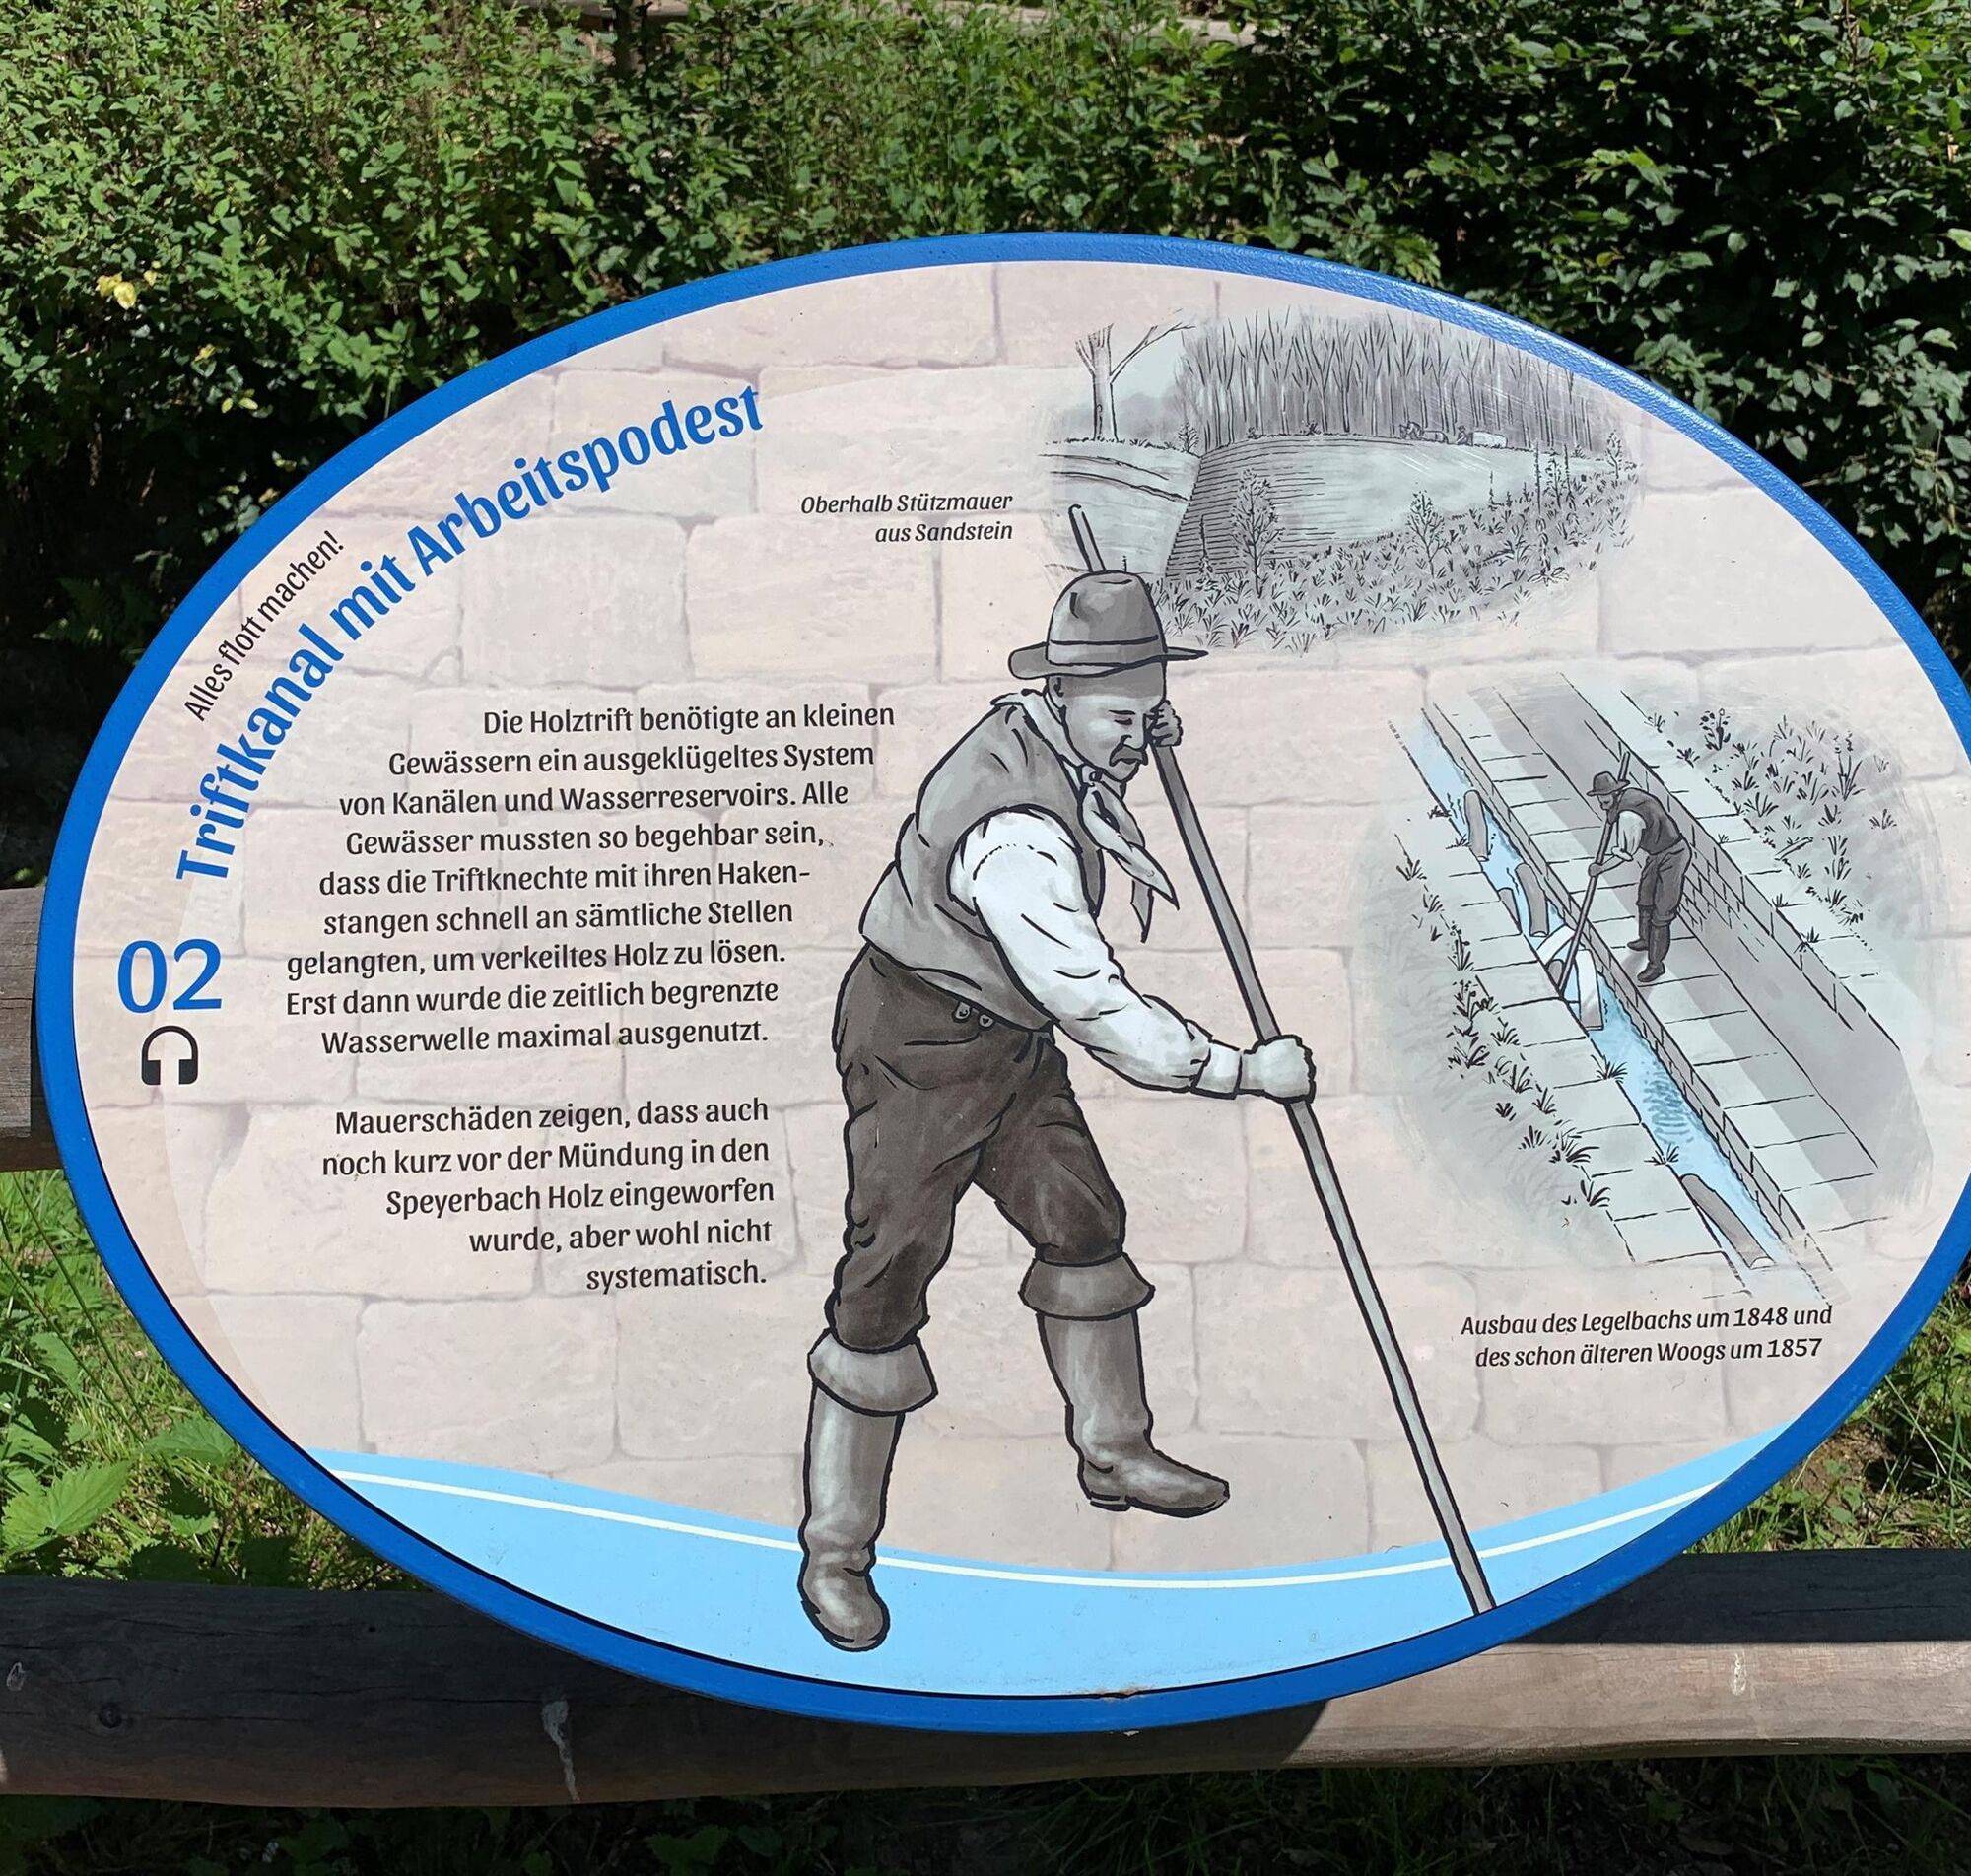 Alles flott machen!
Triftkanal mit Arbeitspodest
02
Die Holztrift benötigte an kleinen
Gewässern ein ausgeklügeltes System
von Kanälen und Wasserreservoirs. Alle
Gewässer mussten so begehbar sein,
dass die Triftknechte mit ihren Haken-
stangen schnell an sämtliche Stellen
gelangten, um verkeiltes Holz zu lösen.
Erst dann wurde die zeitlich begrenzte
Wasserwelle maximal ausgenutzt.
Mauerschäden zeigen, dass auch
noch kurz vor der Mündung in den
Speyerbach Holz eingeworfen
wurde, aber wohl nicht
systematisch.
Oberhalb Stützmauer
aus Sandstein
Ausbau des Legelbachs um 1848 und
des schon älteren Woogs um 1857